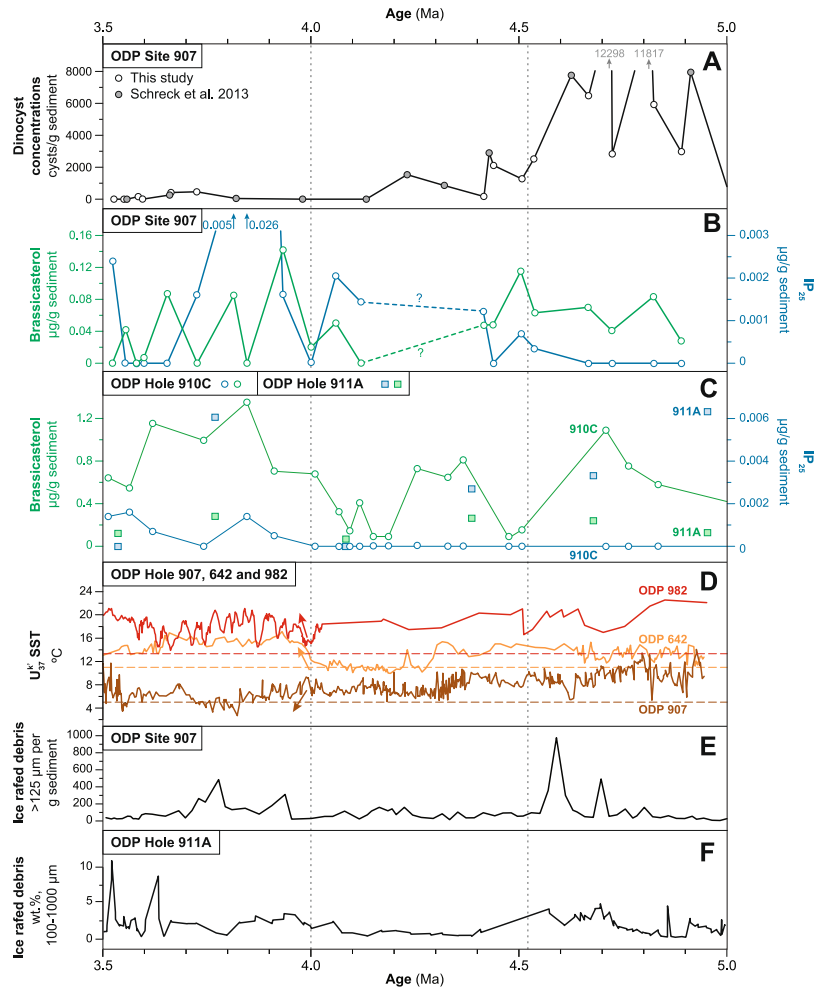 Age (Ma)
3.5 4.0 4.5 5.0
ODP Site 907
A
12298 11817
This study
Schreck et al. 2013
Dinocyst
concentrations
cysts/g sediment
8000
6000
4000
2000
0
ODP Site 907
B
0.005 0.026
Brassicasterol
µg/g sediment
0.16
0.12
0.08
0.04
0
? ?
0.003
0.002
0.001
0
IP25
µg/g sediment
ODP Hole 910C
ODP Hole 911A
C
Brassicasterol
µg/g sediment
1.2
0.8
0.4
0
910C
911A
911A
910C
0.006
0.004
0.002
0
IP25
µg/g sediment
ODP Hole 907, 642 and 982
D
ODP 982
ODP 642
ODP 907
UK'37 SST
ºC
24
20
16
12
8
4
ODP Site 907
E
Ice rafed debris
>125 µm per
g sediment
1000
800
600
400
200
0
ODP Hole 911A
F
Ice rafed debris
wt.%,
100-1000 µm
10
5
0
3.5 4.0 4.5 5.0
Age (Ma)